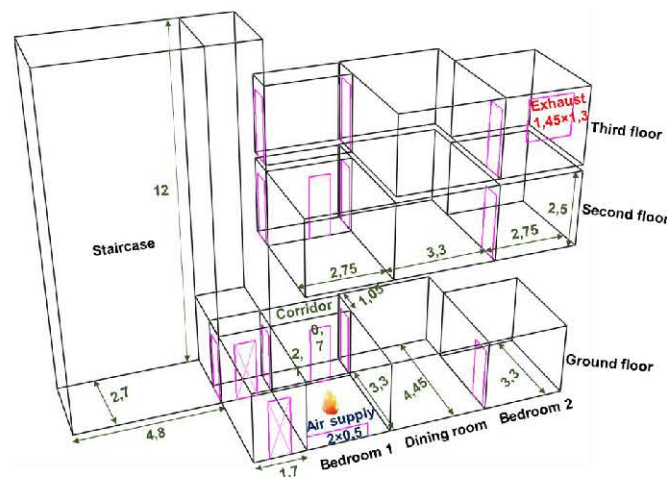 Exhaust
1,45×1,3
Third floor
12
Second floor
2,5
Staircase
2,75
3,3
2,75
1,05
Corridor
0,
7
2,
Ground floor
2,7
3,3
4,45
3,3
Air supply
2×0,5
4,8
1,7
Bedroom 1
Dining room
Bedroom 2